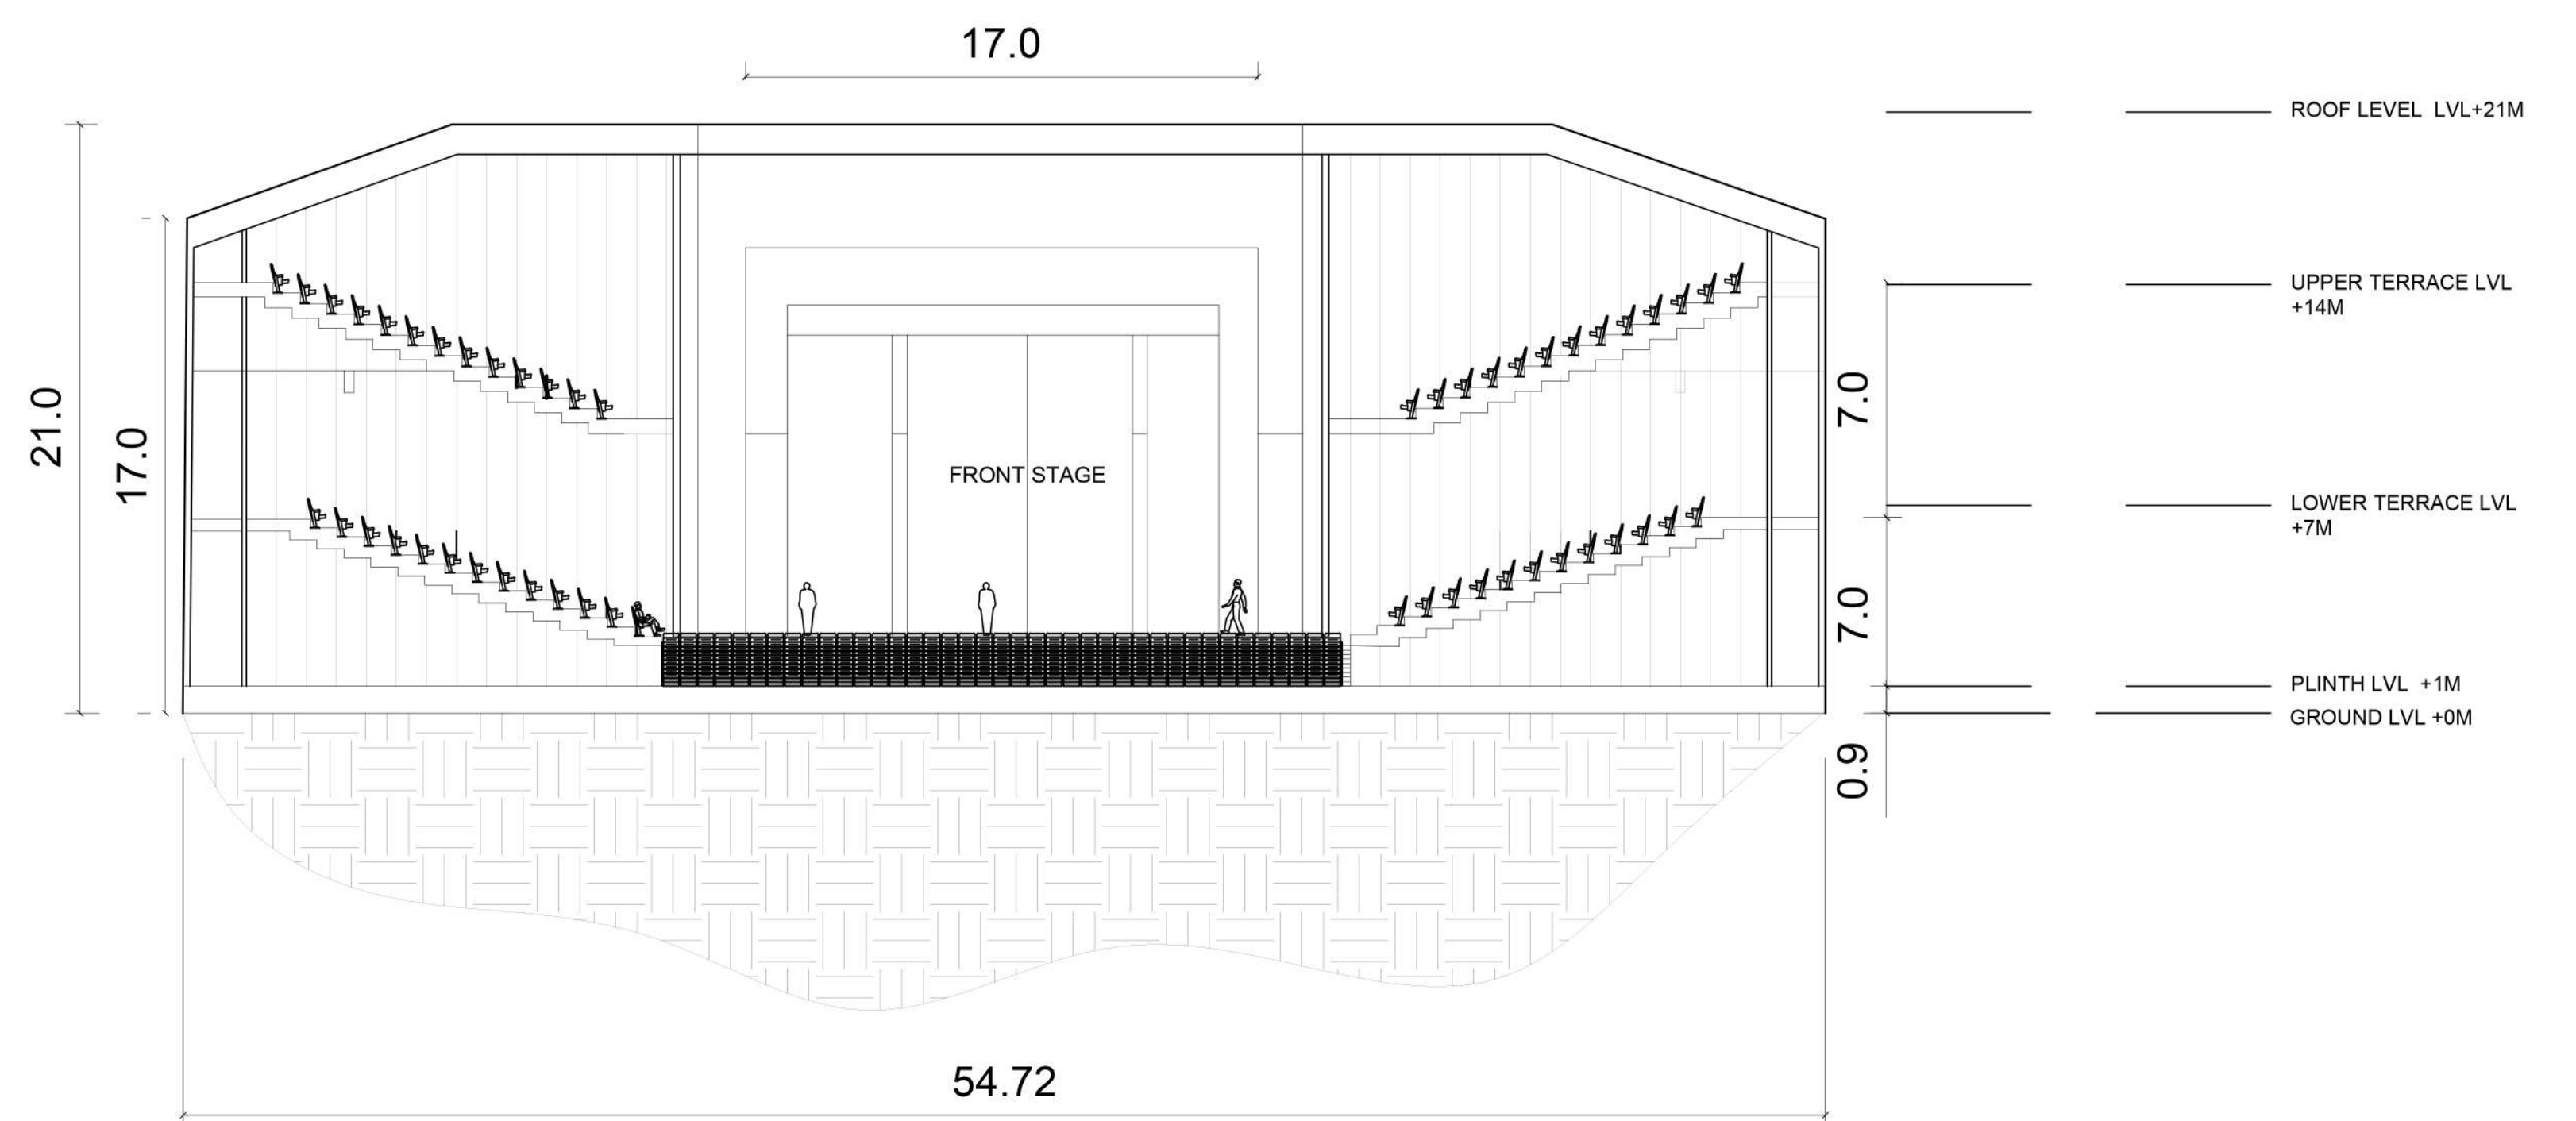 17.0
ROOF LEVEL LVL+21M
UPPER TERRACE LVL
+14M
21.0
17.0
7.0
FRONT STAGE
LOWER TERRACE LVL
+7M
7.0
PLINTH LVL +1M
GROUND LVL +0M
0.9
54.72